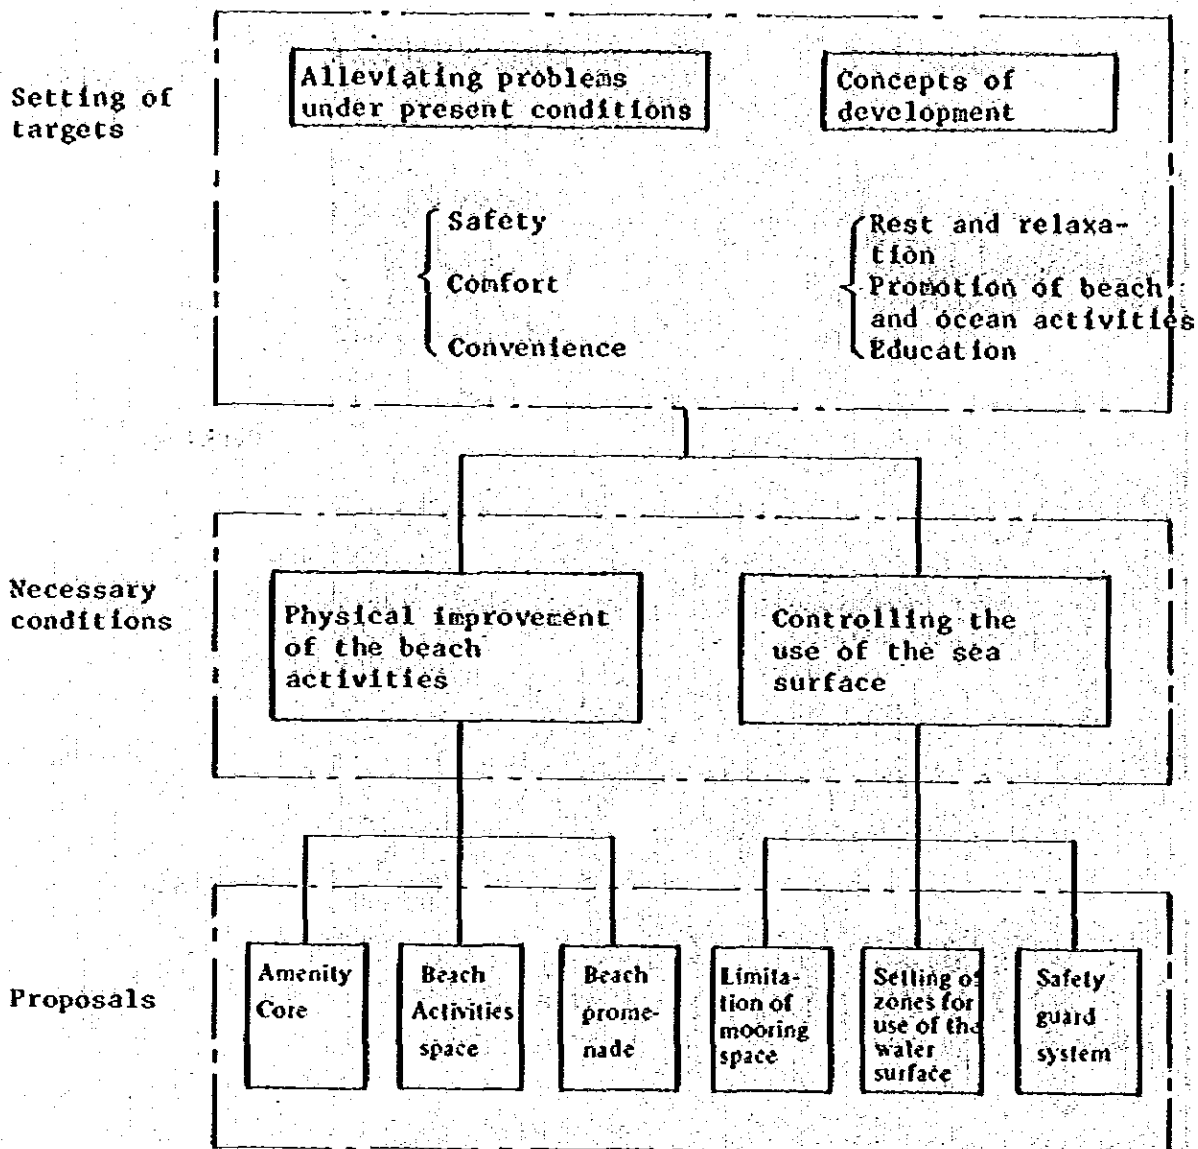 Setting of
targets
Alleviating problems
under present conditions
Concepts of
development
Safety
Comfort
Convenience
Rest and relaxa-
tion
Promotion of beach
and ocean activities
Education
Necessary
conditions
Physical improvement
of the beach
activities
Controlling the
use of the sea
surface
Proposals
Amenity
Core
Beach
Activities
space
Beach
prome-
nade
Limita-
tion of
mooring
space
Setting of
zones for
use of the
water
surface
Safety
guard
system